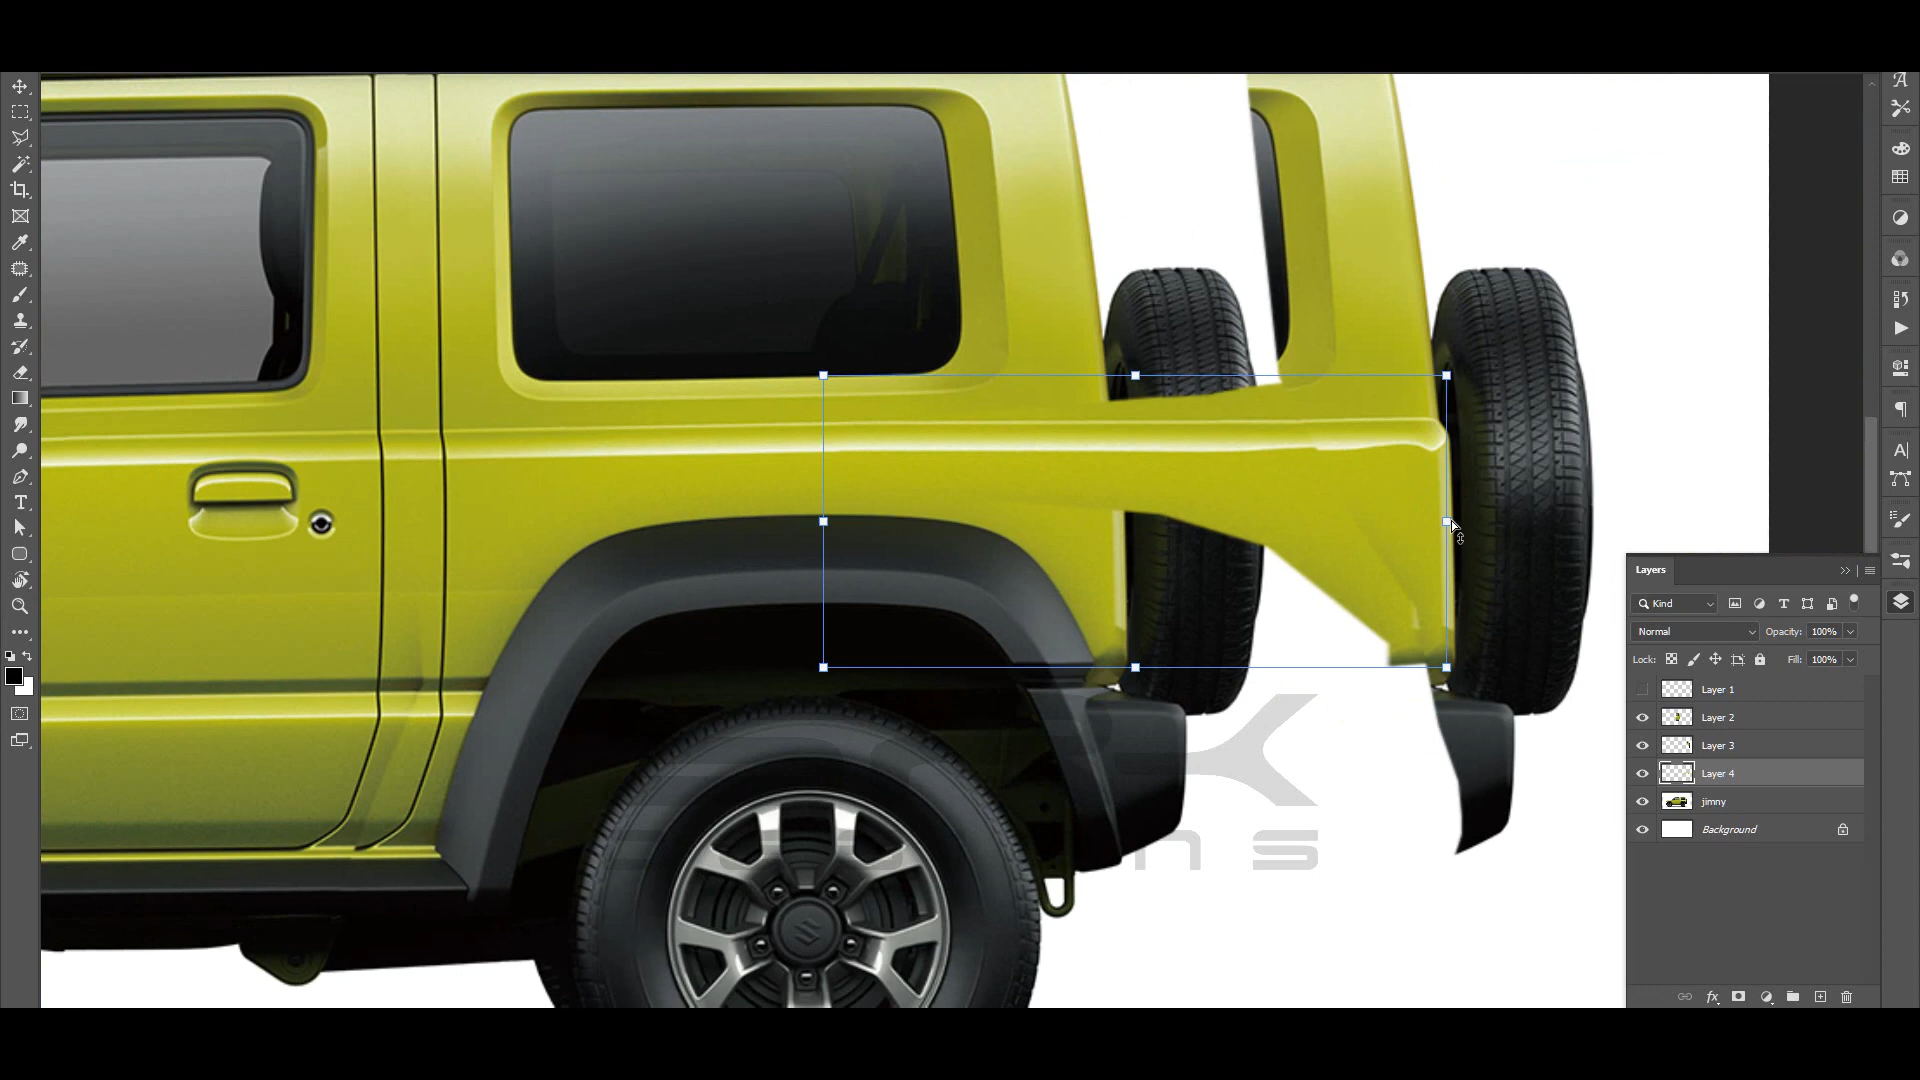 Layers
Kind
Normal
Opacity: 100%
Lock:
Fill: 100%
Layer 1
Layer 2
Layer 3
Layer 4
jimny
Background